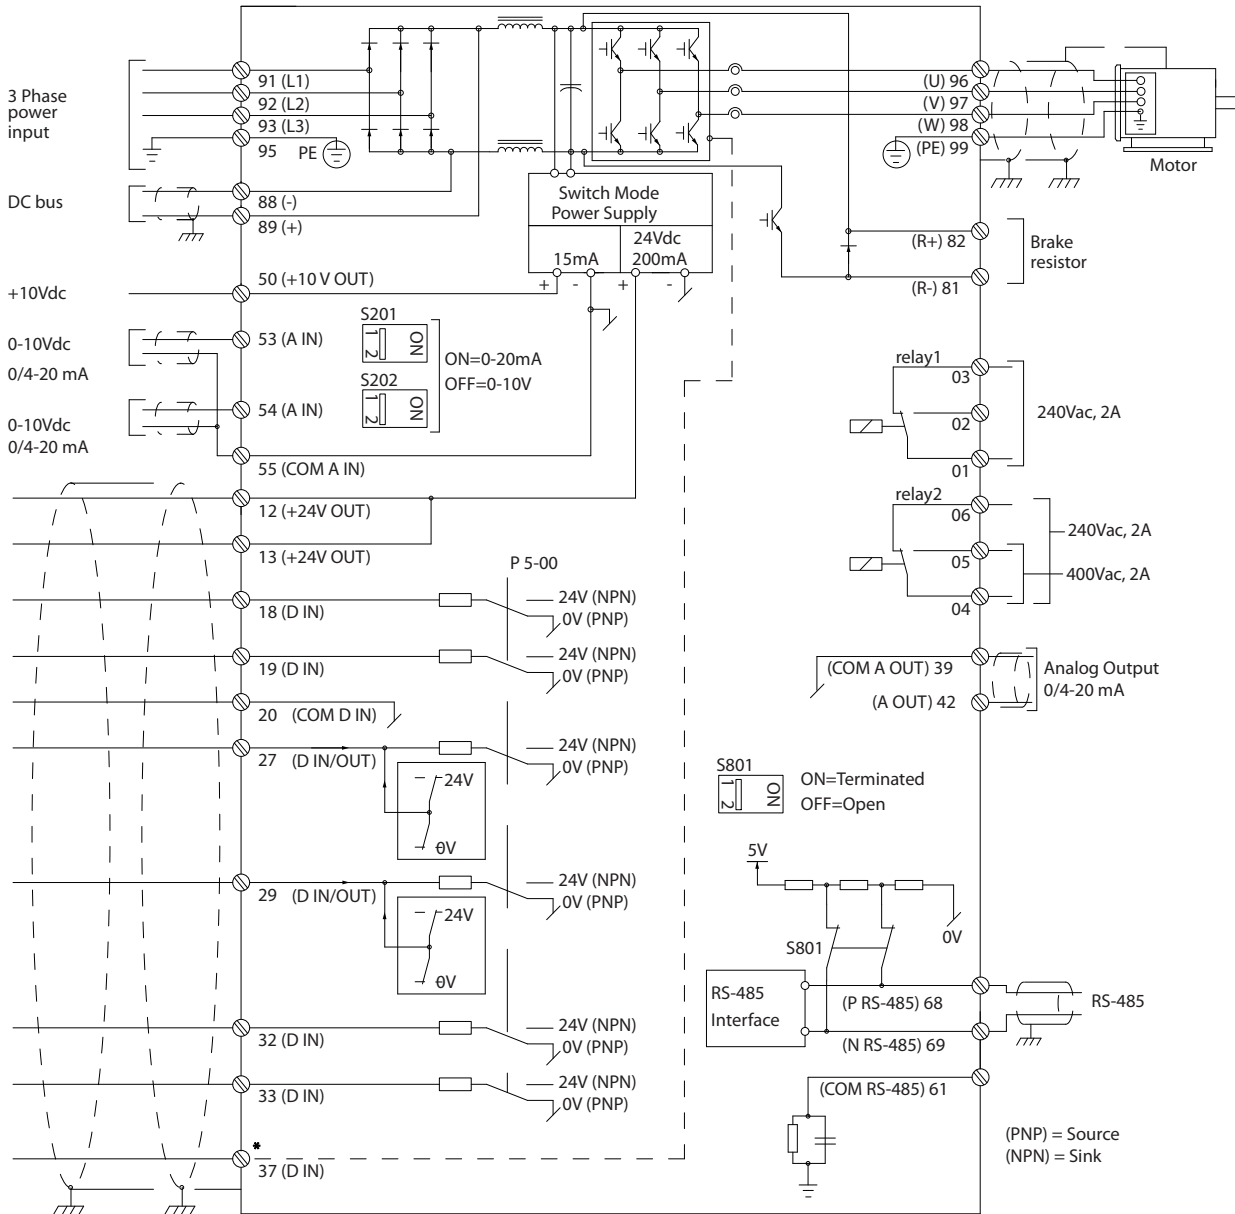 3 Phase
power
input
91 (L1)
92 (L2)
93 (L3)
95
PE
DC bus
88 (-)
89 (+)
+10Vdc
50 (+10 V OUT)
0-10Vdc
0/4-20 mA
53 (A IN)
0-10Vdc
0/4-20 mA
54 (A IN)
55 (COM A IN)
S201
1
2
ON
S202
1
2
ON
ON=0-20mA
OFF=0-10V
Switch Mode
Power Supply
24Vdc
15mA
200mA
+
-
+
-
12 (+24V OUT)
13 (+24V OUT)
P 5-00
18 (D IN)
24V (NPN)
0V (PNP)
19 (D IN)
24V (NPN)
0V (PNP)
20 (COM D IN)
27 (D IN/OUT)
24V (NPN)
0V (PNP)
24V
0V
29 (D IN/OUT)
24V (NPN)
0V (PNP)
24V
0V
32 (D IN)
24V (NPN)
0V (PNP)
33 (D IN)
24V (NPN)
0V (PNP)
*
37 (D IN)
(U) 96
(V) 97
(W) 98
(PE) 99
Motor
(R+) 82
(R-) 81
Brake
resistor
relay1
03
02
01
240Vac, 2A
relay2
06
05
04
240Vac, 2A
400Vac, 2A
(COM A OUT) 39
(A OUT) 42
Analog Output
0/4-20 mA
S801
1
2
ON
ON=Terminated
OFF=Open
5V
S801
0V
RS-485
Interface
(P RS-485) 68
(N RS-485) 69
RS-485
(COM RS-485) 61
(PNP) = Source
(NPN) = Sink